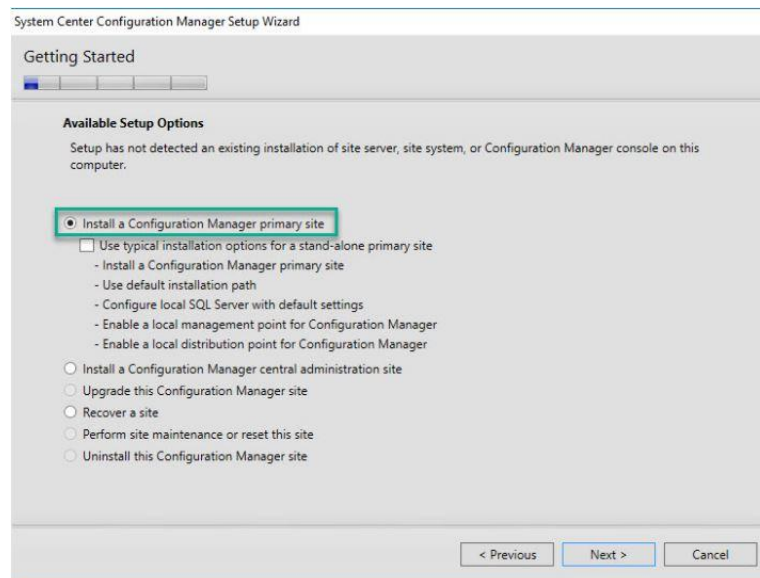 System Center Configuration Manager Setup Wizard
Getting Started
Available Setup Options
Setup has not detected an existing installation of site server, site system, or Configuration Manager console on this
computer.
Install a Configuration Manager primary site
Use typical installation options for a stand-alone primary site
- Install a Configuration Manager primary site
- Use default installation path
- Configure local SQL Server with default settings
- Enable a local management point for Configuration Manager
- Enable a local distribution point for Configuration Manager
Install a Configuration Manager central administration site
Upgrade this Configuration Manager site
Recover a site
Perform site maintenance or reset this site
Uninstall this Configuration Manager site
< Previous Next > Cancel